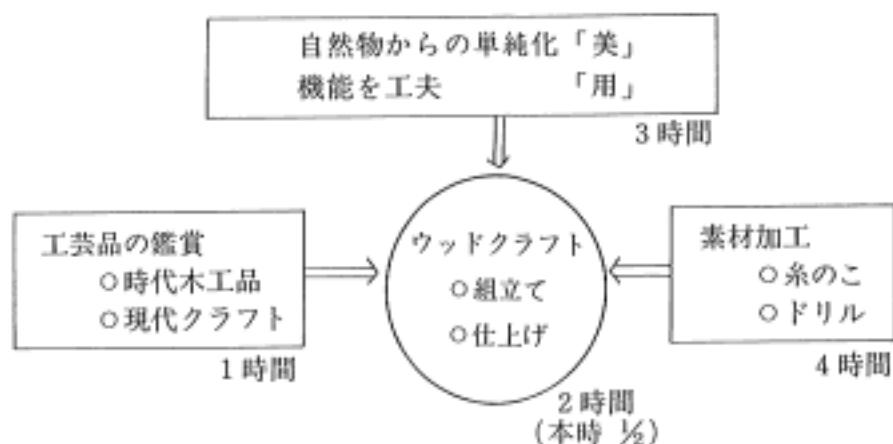 自然物からの単純化「美」
機能を工夫 「用」
3時間
工芸品の鑑賞
○時代木工品
○現代クラフト
1時間
ウッドクラフト
○組立て
○仕上げ
2時間
(本時 ½)
素材加工
○糸のこ
○ドリル
4時間